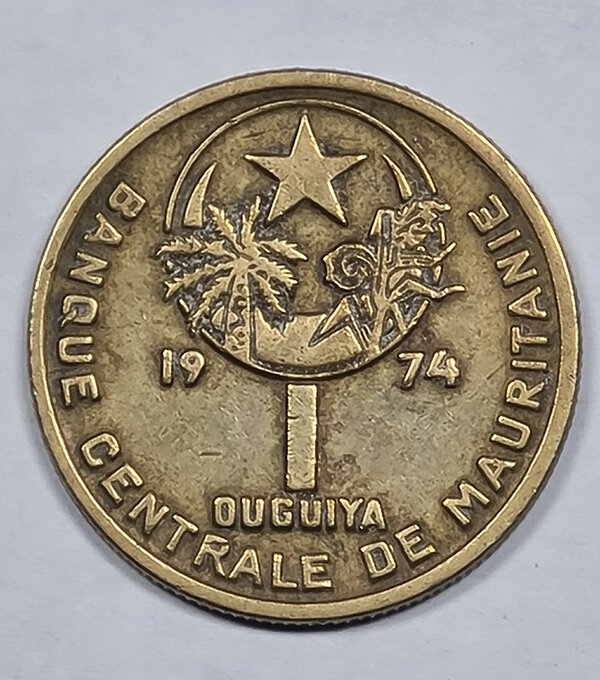 BANQUE CENTRALE DE MAURITANIE
19 74
1
OUGUIYA